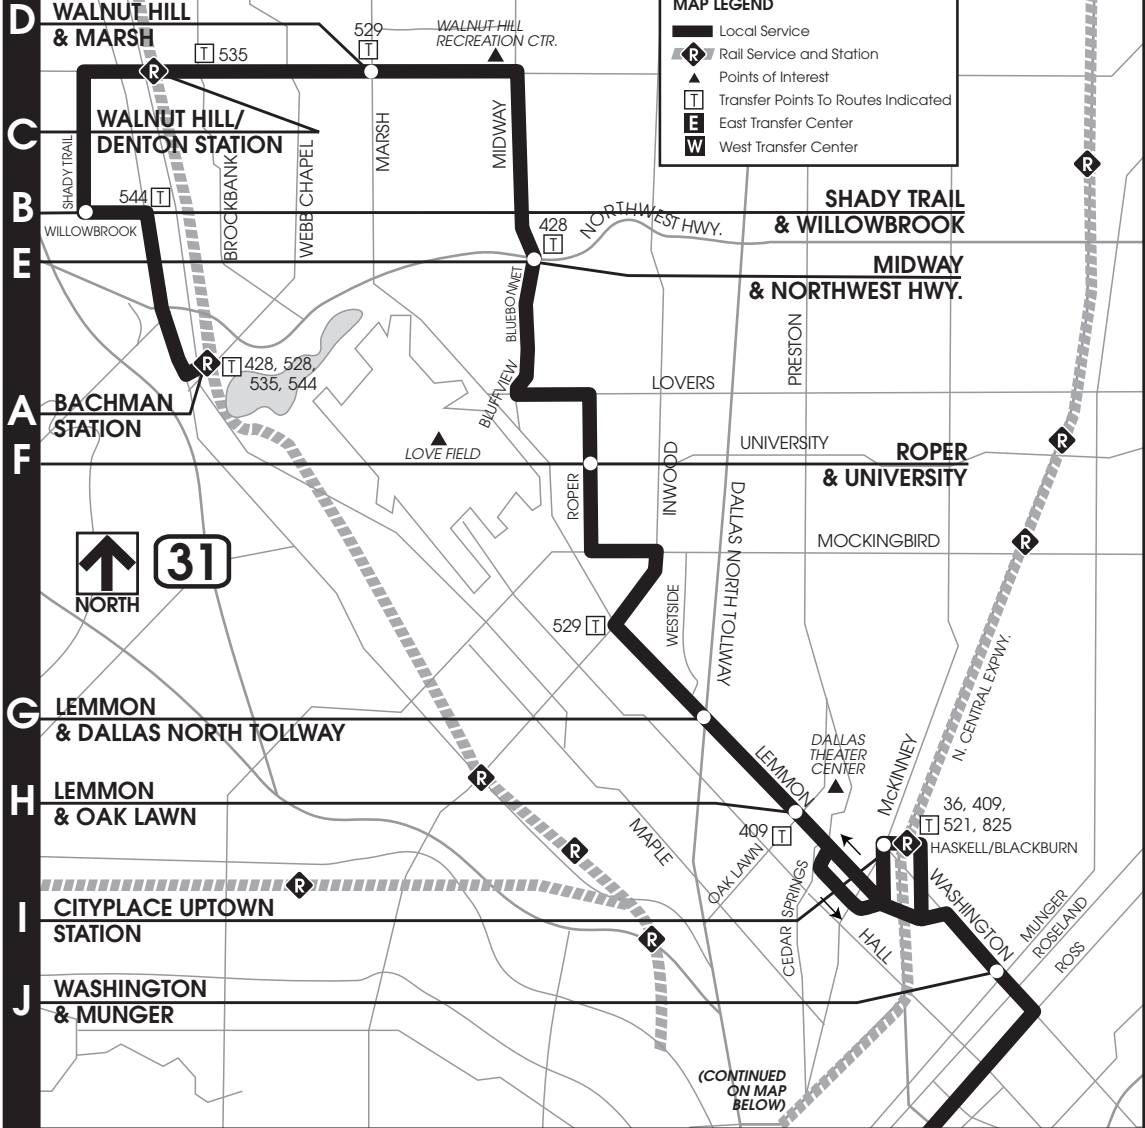 D
WALNUT HILL
& MARSH
529
T
WALNUT HILL
RECREATION CTR.
MAP LEGEND
Local Service
R
Rail Service and Station
Points of Interest
T
Transfer Points To Routes Indicated
E
East Transfer Center
W
West Transfer Center
T 535
R
C
WALNUT HILL/
DENTON STATION
SHADY TRAIL
BROCKBANK
WEBB CHAPEL
MARSH
MIDWAY
R
B
544 T
WILLOWBROOK
SHADY TRAIL
& WILLOWBROOK
428
T
NORTHWEST HWY.
E
MIDWAY
& NORTHWEST HWY.
BLUEBONNET
PRESTON
R
T 428, 528,
535, 544
BLUFFVIEW
LOVERS
A
BACHMAN
STATION
LOVE FIELD
UNIVERSITY
R
F
ROPER
& UNIVERSITY
ROPER
INWOOD
DALLAS NORTH TOLLWAY
MOCKINGBIRD
R
NORTH
31
529 T
WESTSIDE
N. CENTRAL EXPWY.
G
LEMMON
& DALLAS NORTH TOLLWAY
LEMMON
DALLAS
THEATER
CENTER
McKINNEY
R
H
LEMMON
& OAK LAWN
MAPLE
409 T
OAK LAWN
36, 409,
T 521, 825
R
HASKELL/BLACKBURN
R
R
CEDAR SPRINGS
WASHINGTON
I
CITYPLACE UPTOWN
STATION
R
HALL
MUNGER
ROSELAND
ROSS
J
WASHINGTON
& MUNGER
(CONTINUED
ON MAP
BELOW)